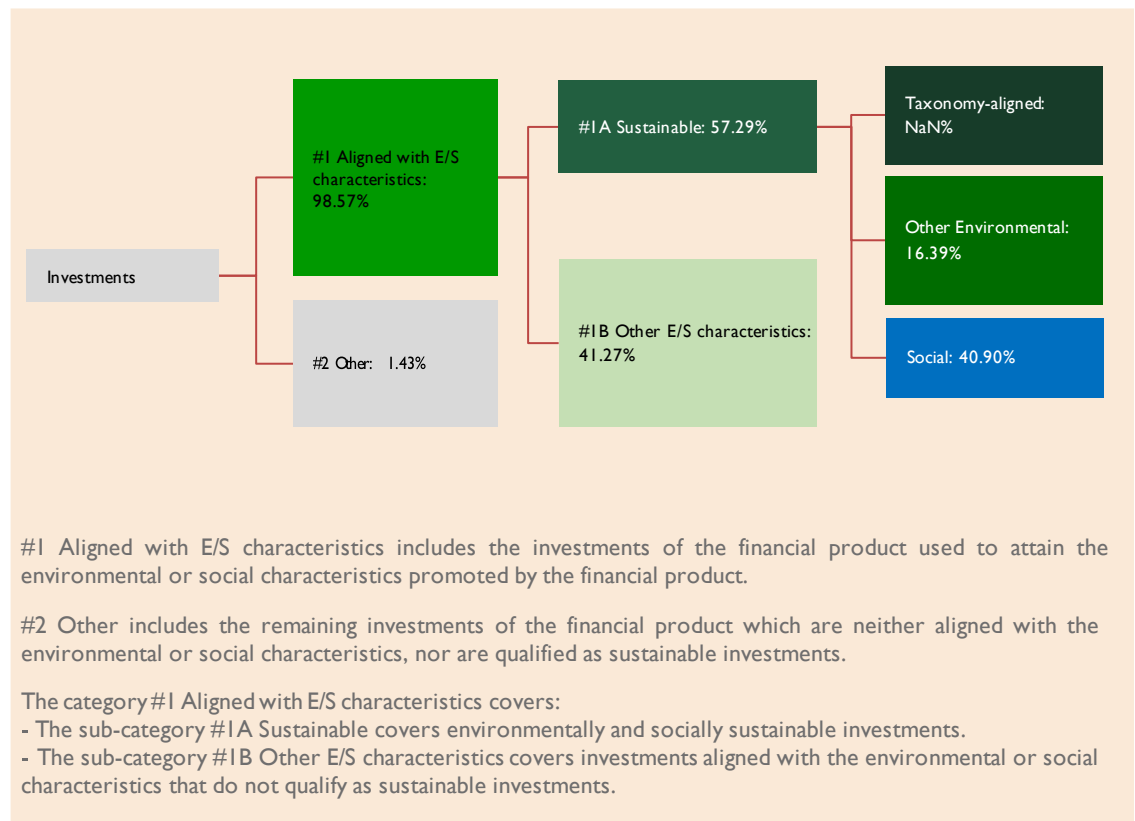 Investments
#1 Aligned with E/S
characteristics:
98.57%
#2 Other: 1.43%
#1A Sustainable: 57.29%
#1B Other E/S characteristics:
41.27%
Taxonomy-aligned:
NaN%
Other Environmental:
16.39%
Social: 40.90%
#1 Aligned with E/S characteristics includes the investments of the financial product used to attain the
environmental or social characteristics promoted by the financial product.
#2 Other includes the remaining investments of the financial product which are neither aligned with the
environmental or social characteristics, nor are qualified as sustainable investments.
The category #1 Aligned with E/S characteristics covers:
- The sub-category #1A Sustainable covers environmentally and socially sustainable investments.
- The sub-category #1B Other E/S characteristics covers investments aligned with the environmental or social
characteristics that do not qualify as sustainable investments.